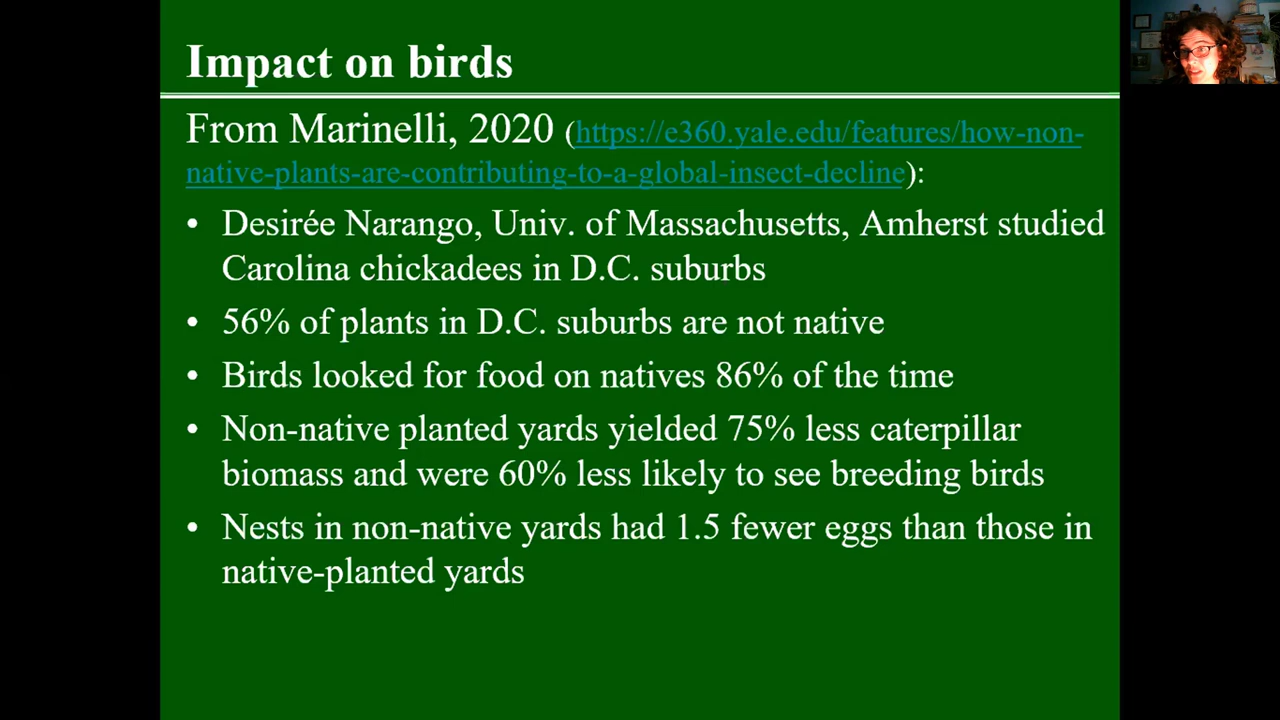 Impact on birds
From Marinelli, 2020 (https://e360.yale.edu/features/how-non-
native-plants-are-contributing-to-a-global-insect-decline):
• Desirée Narango, Univ. of Massachusetts, Amherst studied
Carolina chickadees in D.C. suburbs
• 56% of plants in D.C. suburbs are not native
• Birds looked for food on natives 86% of the time
• Non-native planted yards yielded 75% less caterpillar
biomass and were 60% less likely to see breeding birds
• Nests in non-native yards had 1.5 fewer eggs than those in
native-planted yards